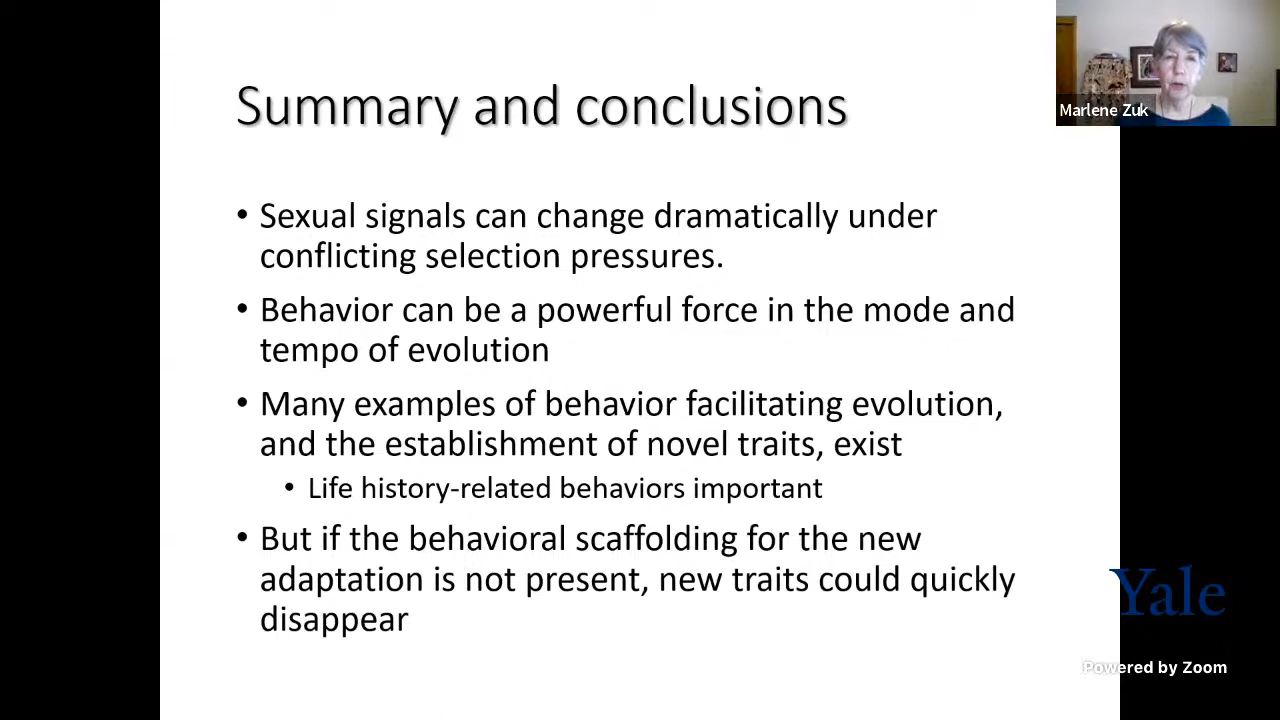 Summary and conclusions
Marlene Zuk
• Sexual signals can change dramatically under
conflicting selection pressures.
• Behavior can be a powerful force in the mode and
tempo of evolution
• Many examples of behavior facilitating evolution,
and the establishment of novel traits, exist
• Life history-related behaviors important
• But if the behavioral scaffolding for the new
adaptation is not present, new traits could quickly
disappear
Yale
Powered by Zoom